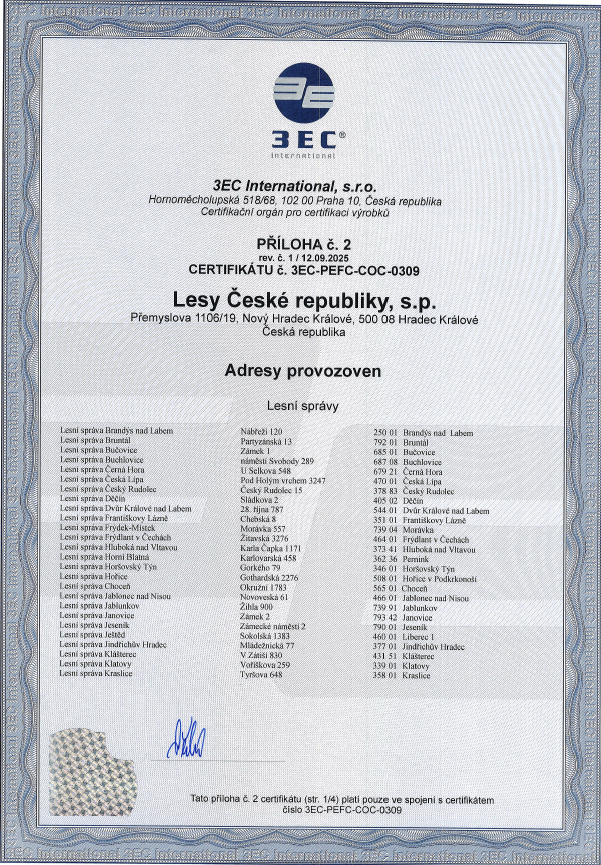 3EC®
International
3EC International, s.r.o.
Hornoměcholupská 518/68, 102 00 Praha 10, Česká republika
Certifikační orgán pro certifikaci výrobků
PŘÍLOHA č. 2
rev. č. 1 / 12.09.2025
CERTIFIKÁTU č. 3EC-PEFC-COC-0309
Lesy České republiky, s.p.
Přemyslova 1106/19, Nový Hradec Králové, 500 08 Hradec Králové
Česká republika
Adresy provozoven
Lesní správy
Lesní správa Brandýs nad Labem Nábřeží 120 250 01 Brandýs nad Labem
Lesní správa Bruntál Partyzánská 13 792 01 Bruntál
Lesní správa Bučovice Zámek 1 685 01 Bučovice
Lesní správa Buchlovice náměstí Svobody 289 687 08 Buchlovice
Lesní správa Černá Hora U Selkova 548 679 21 Černá Hora
Lesní správa Česká Lípa Pod Holým vrchem 3247 470 01 Česká Lípa
Lesní správa Český Rudolec Český Rudolec 15 378 83 Český Rudolec
Lesní správa Děčín Sládkova 2 405 02 Děčín
Lesní správa Dvůr Králové nad Labem 28. října 787 544 01 Dvůr Králové nad Labem
Lesní správa Františkovy Lázně Chebská 8 351 01 Františkovy Lázně
Lesní správa Frýdek-Místek Morávka 557 739 04 Morávka
Lesní správa Frýdlant v Čechách Žitavská 3276 464 01 Frýdlant v Čechách
Lesní správa Hluboká nad Vltavou Karla Čapka 1171 373 41 Hluboká nad Vltavou
Lesní správa Horní Blatná Karlovarská 458 362 36 Pernink
Lesní správa Horšovský Týn Gorkého 79 346 01 Horšovský Týn
Lesní správa Hořice Gothardská 2276 508 01 Hořice v Podkrkonoší
Lesní správa Choceň Okružní 1783 565 01 Choceň
Lesní správa Jablonec nad Nisou Novoveská 61 466 01 Jablonec nad Nisou
Lesní správa Jablunkov Žihla 900 739 91 Jablunkov
Lesní správa Janovice Zámek 2 793 42 Janovice
Lesní správa Jeseník Zámecké náměstí 2 790 01 Jeseník
Lesní správa Ještěd Sokolská 1383 460 01 Liberec 1
Lesní správa Jindřichův Hradec Mládežnická 77 377 01 Jindřichův Hradec
Lesní správa Klášterec V Zátiší 830 431 51 Klášterec
Lesní správa Klatovy Voříškova 259 339 01 Klatovy
Lesní správa Kraslice Tyršova 648 358 01 Kraslice
Tato příloha č. 2 certifikátu (str. 1/4) platí pouze ve spojení s certifikátem
číslo 3EC-PEFC-COC-0309